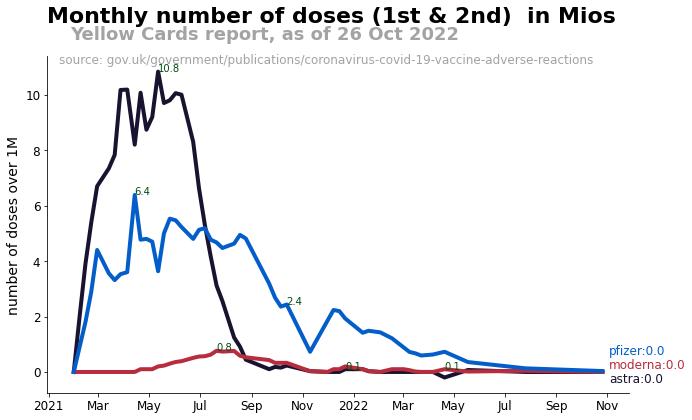 Monthly number of doses (1st & 2nd)  in Mios
Yellow Cards report, as of 26 Oct 2022
source: gov.uk/government/publications/coronavirus-covid-19-vaccine-adverse-reactions
number of doses over 1M
10
8
6
4
2
0
10.8
6.4
2.4
0.8
0.1
0.1
pfizer:0.0
moderna:0.0
astra:0.0
2021 Mar May Jul Sep Nov 2022 Mar May Jul Sep Nov